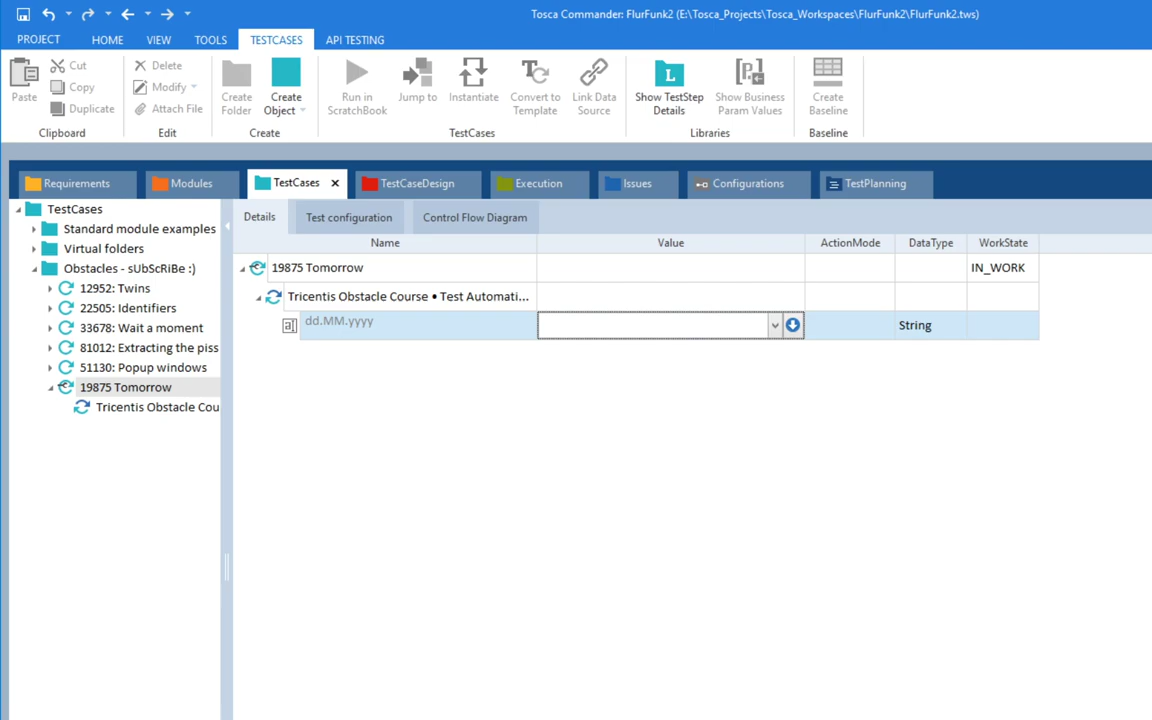 Tosca Commander: FlurFunk2 (E:\Tosca_Projects\Tosca_Workspaces\FlurFunk2\FlurFunk2.tws)
PROJECT HOME VIEW TOOLS TESTCASES API TESTING
Paste
Cut
Copy
Duplicate
Clipboard
Delete
Modify
Attach File
Edit
Create Folder
Create Object
Create
Run in ScratchBook
Jump to
Instantiate
Convert to Template
Link Data Source
TestCases
Show TestStep Details
Show Business Param Values
Libraries
Create Baseline
Baseline
Requirements Modules TestCases TestCaseDesign Execution Issues Configurations TestPlanning
TestCases
Standard module examples
Virtual folders
Obstacles - sUbScRiBe :)
12952: Twins
22505: Identifiers
33678: Wait a moment
81012: Extracting the piss
51130: Popup windows
19875 Tomorrow
Tricentis Obstacle Cou
Details Test configuration Control Flow Diagram
Name Value ActionMode DataType WorkState
19875 Tomorrow IN_WORK
Tricentis Obstacle Course • Test Automati...
dd.MM.yyyy String